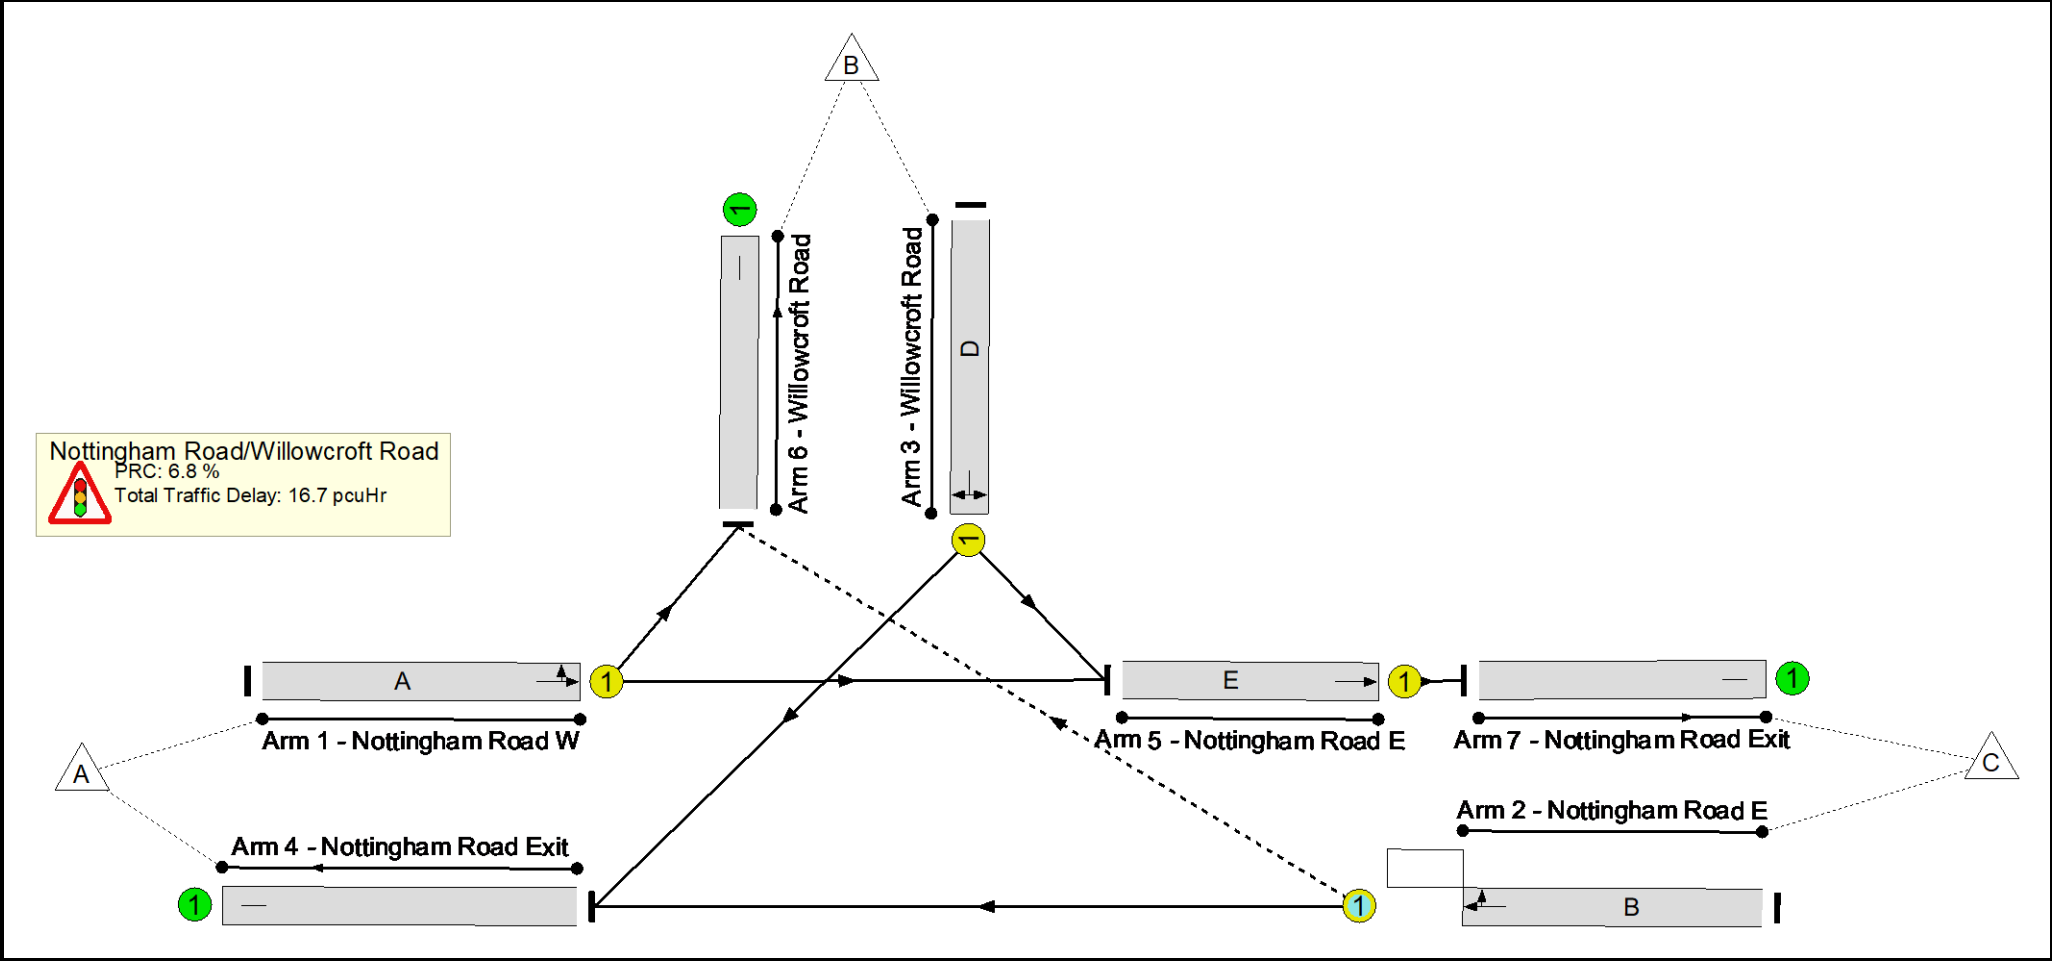 B
1
Arm 6 - Willowcroft Road
Arm 3 - Willowcroft Road
D
1
Nottingham Road/Willowcroft Road
PRC: 6.8 %
Total Traffic Delay: 16.7 pcuHr
A
1
E
1
1
Arm 1 - Nottingham Road W
Arm 5 - Nottingham Road E
Arm 7 - Nottingham Road Exit
A
C
Arm 2 - Nottingham Road E
Arm 4 - Nottingham Road Exit
1
1
B